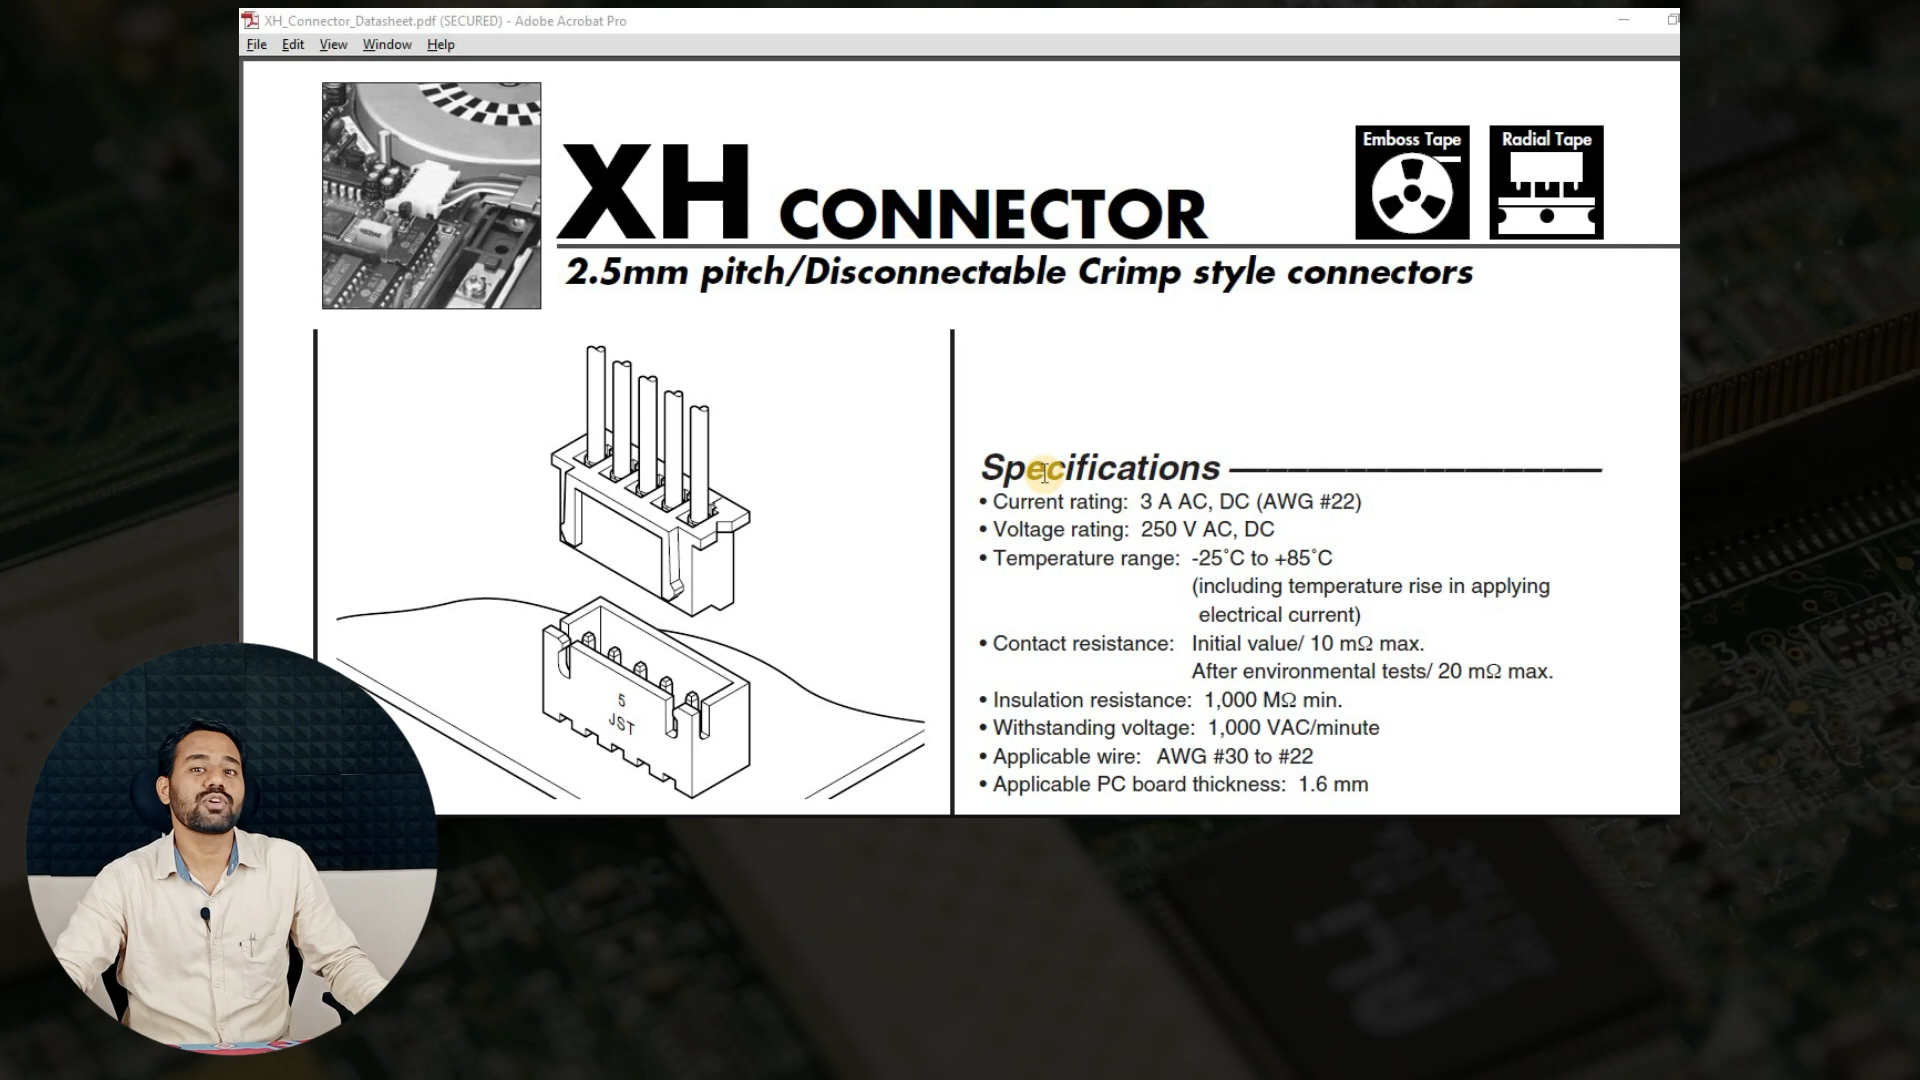 XH_Connector_Datasheet.pdf (SECURED) - Adobe Acrobat Pro
File Edit View Window Help
XH CONNECTOR
Emboss Tape
Radial Tape
2.5mm pitch/Disconnectable Crimp style connectors
5
JST
Specifications
• Current rating: 3 A AC, DC (AWG #22)
• Voltage rating: 250 V AC, DC
• Temperature range: -25˚C to +85˚C
(including temperature rise in applying
electrical current)
• Contact resistance: Initial value/ 10 mΩ max.
After environmental tests/ 20 mΩ max.
• Insulation resistance: 1,000 MΩ min.
• Withstanding voltage: 1,000 VAC/minute
• Applicable wire: AWG #30 to #22
• Applicable PC board thickness: 1.6 mm